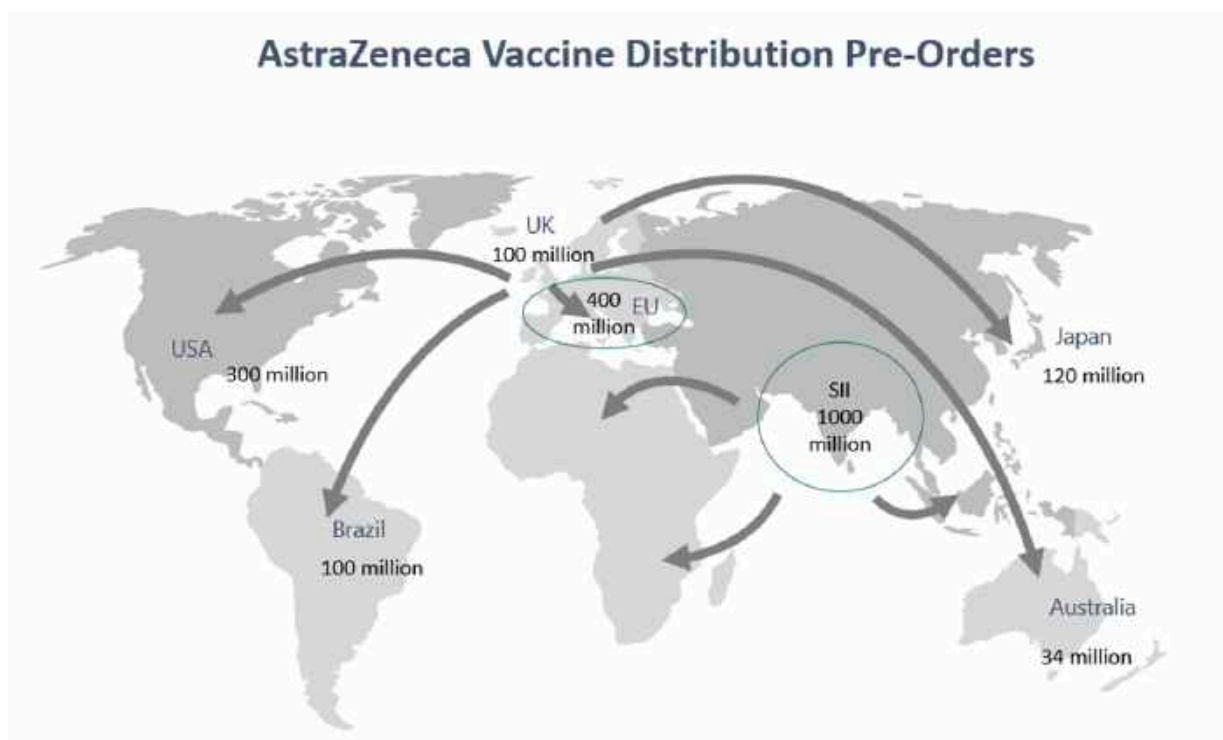 AstraZeneca Vaccine Distribution Pre-Orders
UK
100 million
400
million
EU
USA
300 million
Japan
120 million
SII
1000
million
Brazil
100 million
Australia
34 million